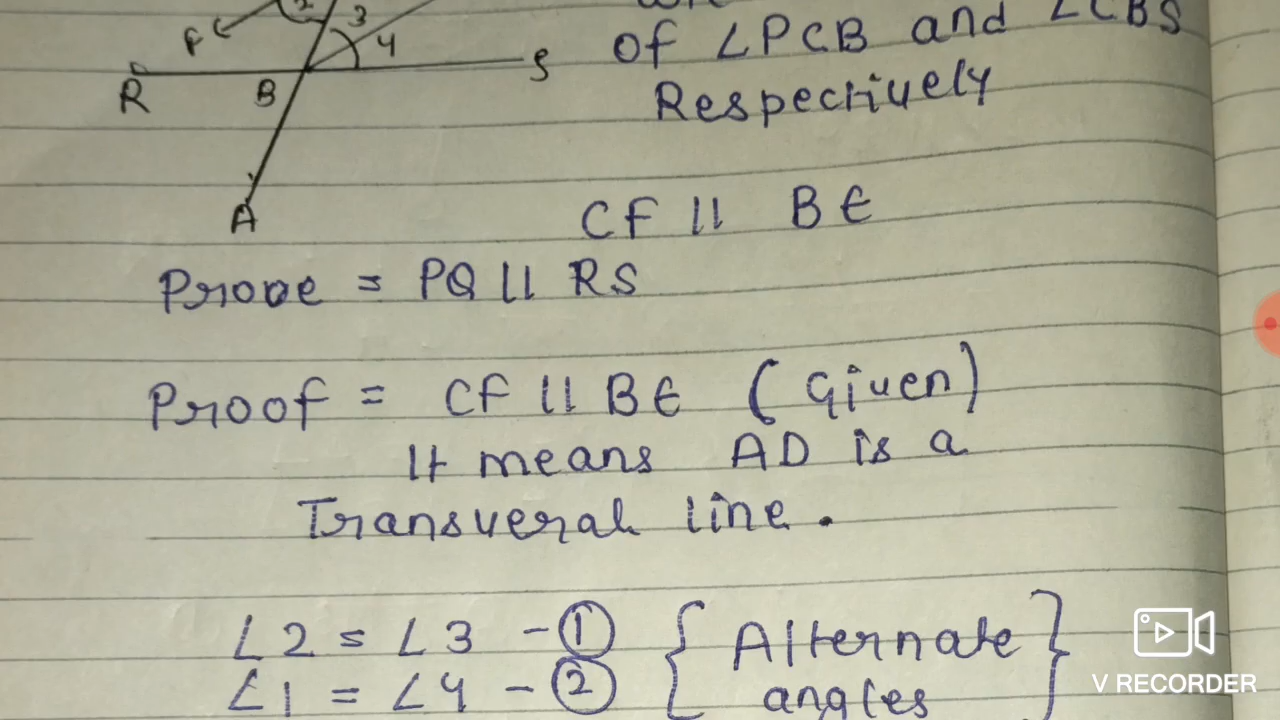 2
3
4
F
of ∠PCB and ∠CBS
S
R
B
Respectively
A
CF || BE
Prove = PQ || RS
Proof = CF || BE (Given)
It means AD is a
Transveral line.
∠2 = ∠3 - ① { Alternate
∠1 = ∠4 - ② angles }
V RECORDER